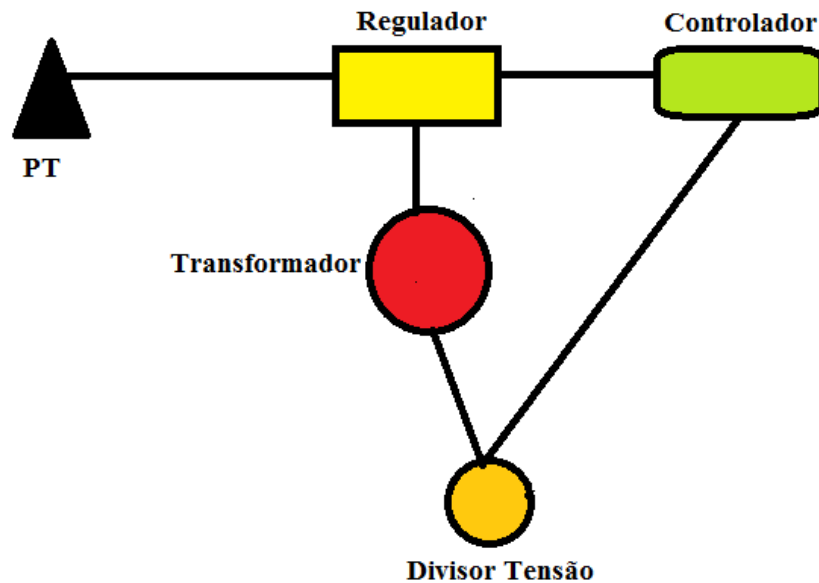 Regulador
Controlador
PT
Transformador
Divisor Tensão